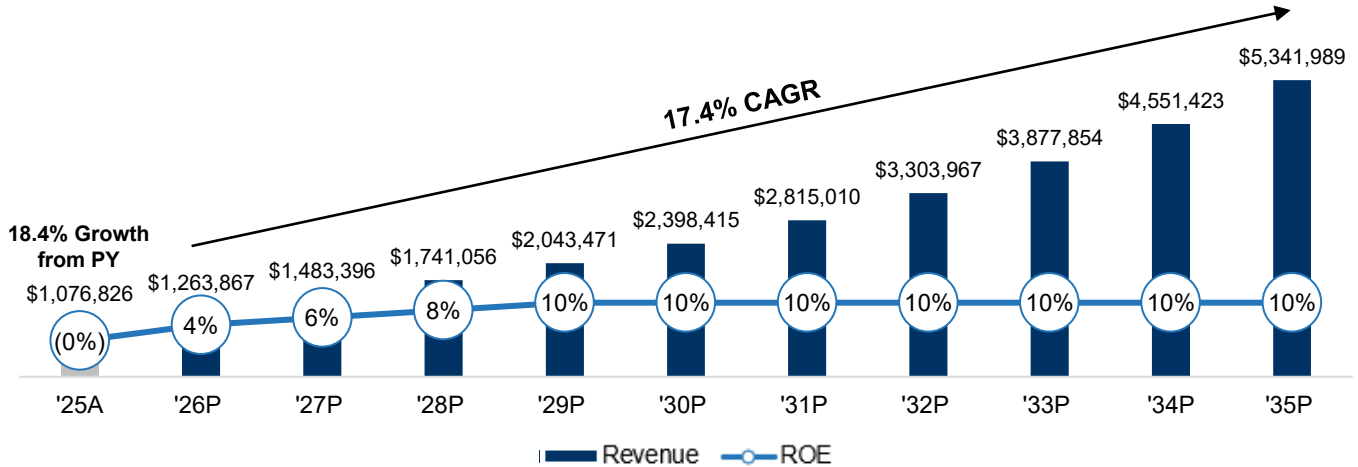 17.4% CAGR
18.4% Growth
from PY
$1,076,826
$1,263,867
$1,483,396
$1,741,056
$2,043,471
$2,398,415
$2,815,010
$3,303,967
$3,877,854
$4,551,423
$5,341,989
(0%)
4%
6%
8%
10%
10%
10%
10%
10%
10%
10%
'25A
'26P
'27P
'28P
'29P
'30P
'31P
'32P
'33P
'34P
'35P
Revenue
ROE